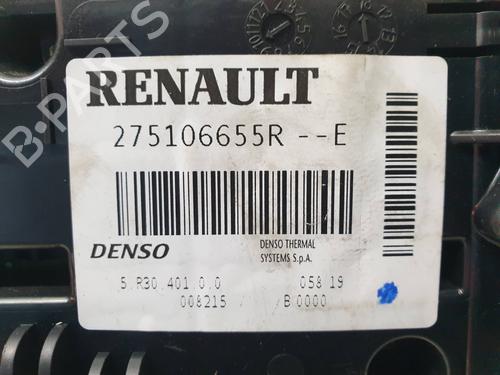 RENAULT
275106655R --E
DENSO
DENSO THERMAL
SYSTEMS S.p.A.
5.R30.401.0.0 058 19
008215 B 0000
B-PARTS